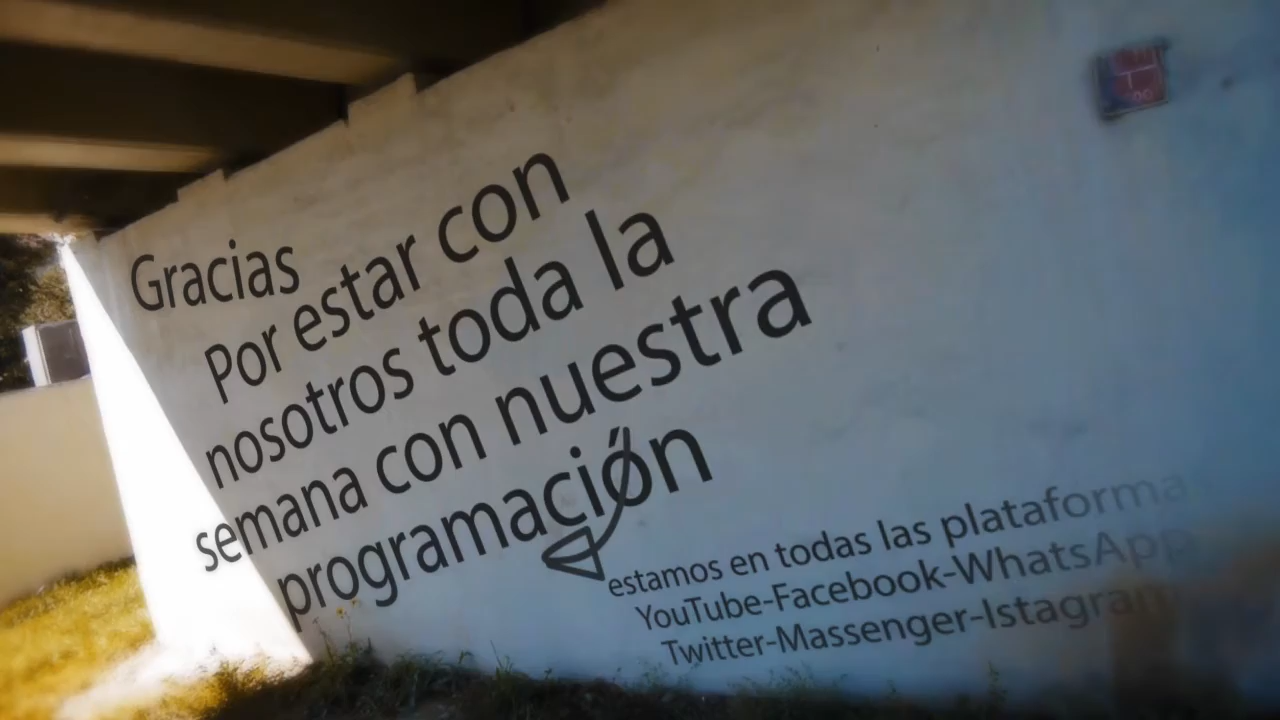 Gracias
Por estar con
nosotros toda la
semana con nuestra
programación
estamos en todas las plataforma
YouTube-Facebook-WhatsApp
Twitter-Massenger-Istagram